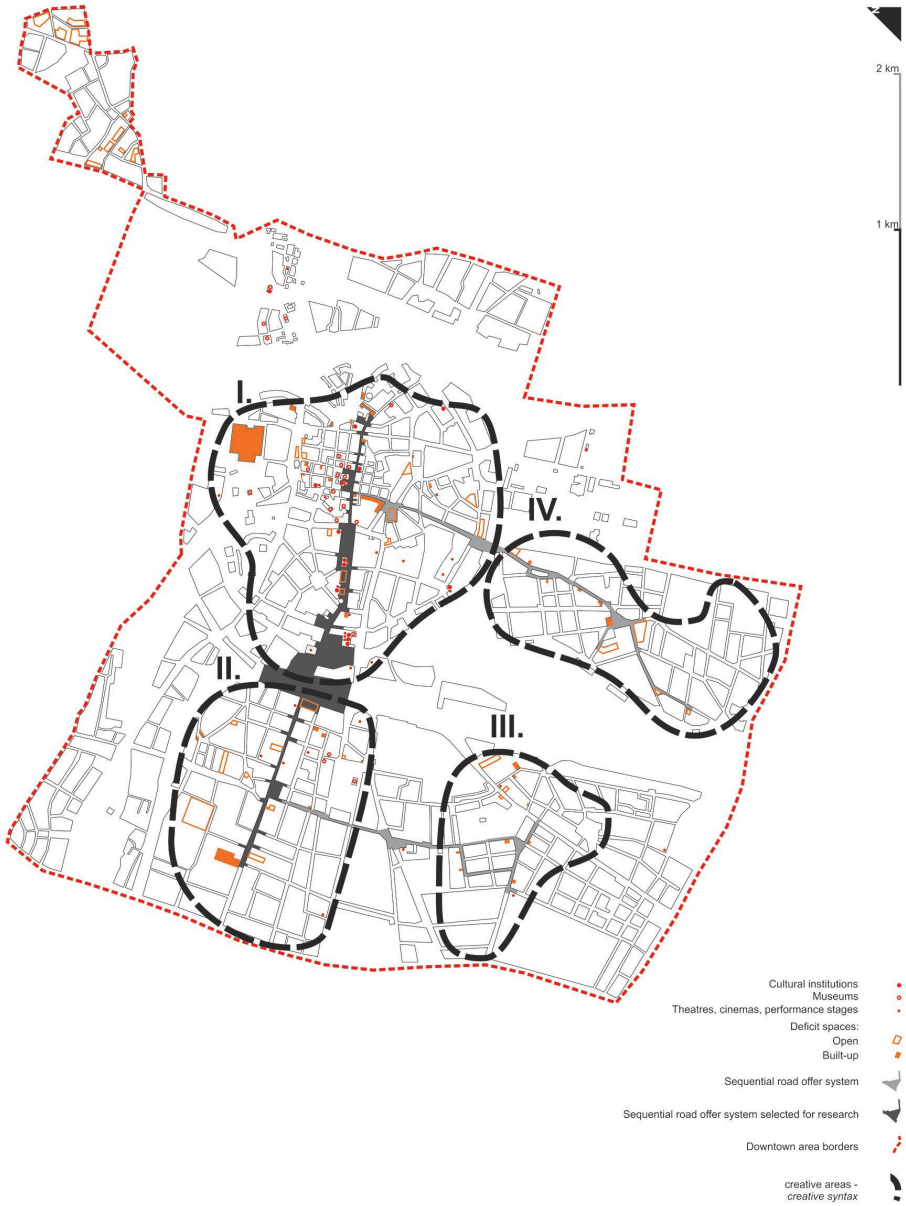 N
2 km
1 km
I.
IV.
II.
III.
Cultural institutions
Museums
Theatres, cinemas, performance stages
Deficit spaces:
Open
Built-up
Sequential road offer system
Sequential road offer system selected for research
Downtown area borders
creative areas -
creative syntax